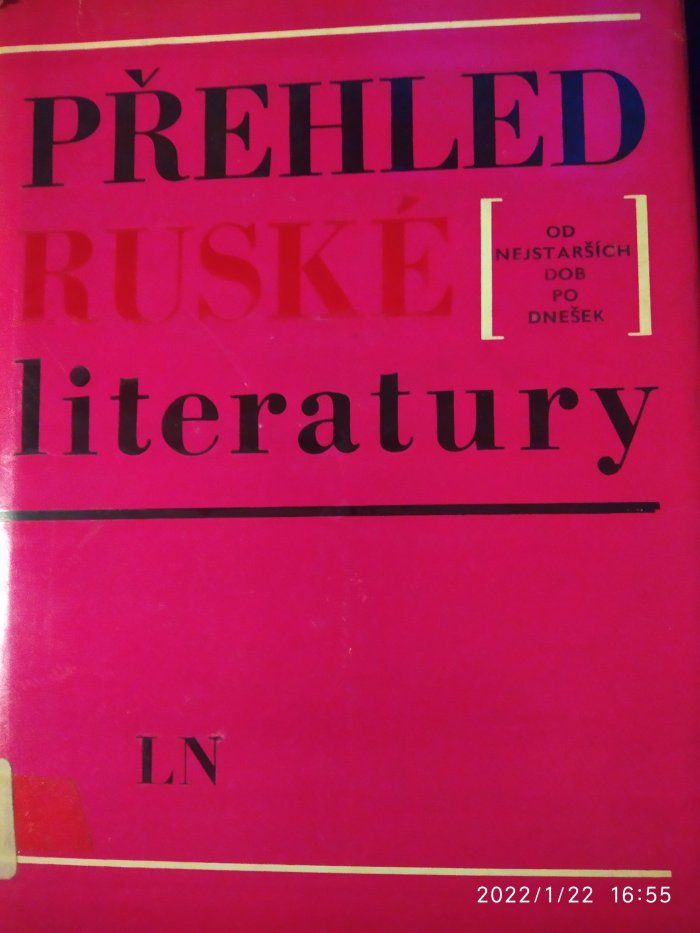 PŘEHLED
RUSKÉ
OD
NEJSTARŠÍCH
DOB
PO
DNEŠEK
literatury
LN
2022/1/22 16:55